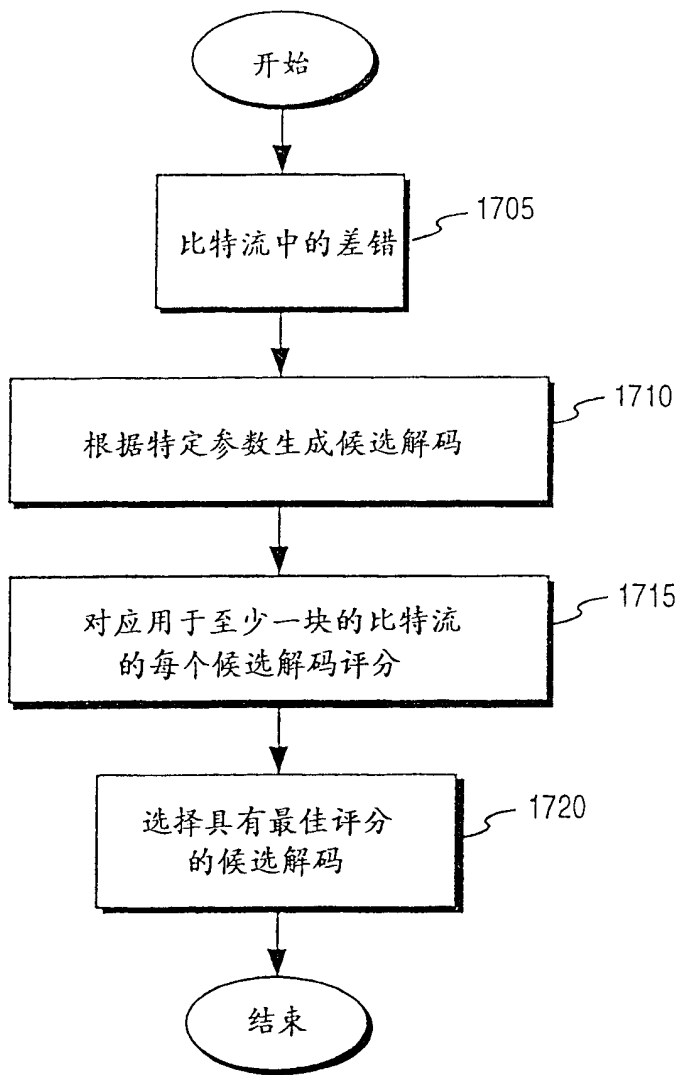 开始
1705
比特流中的差错
1710
根据特定参数生成候选解码
1715
对应用于至少一块的比特流
的每个候选解码评分
1720
选择具有最佳评分
的候选解码
结束